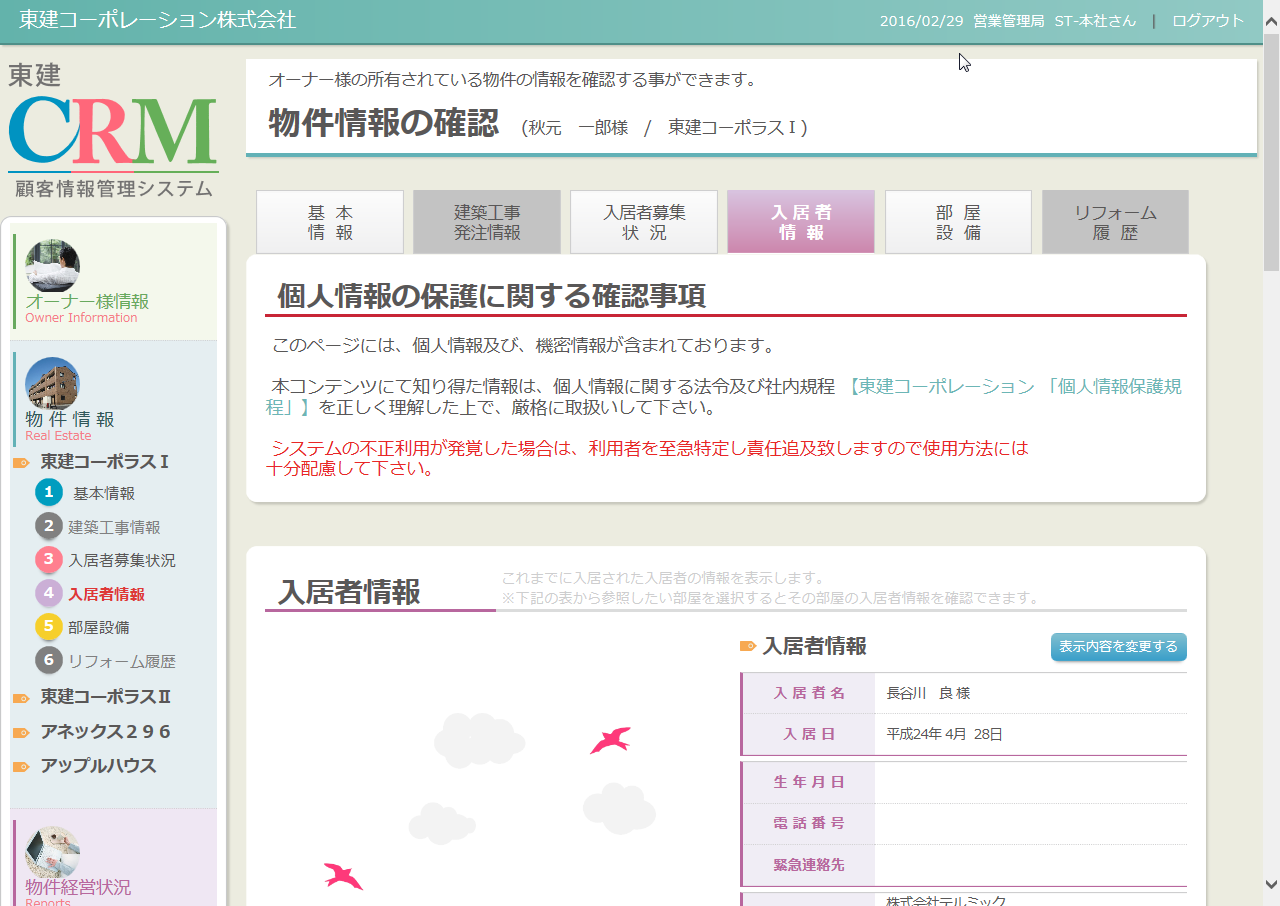 東建コーポレーション株式会社
2016/02/29 営業管理局 ST-本社さん | ログアウト
東建
CRM
顧客情報管理システム
オーナー様情報
Owner Information
物件情報
Real Estate
東建コーポラスⅠ
1 基本情報
2 建築工事情報
3 入居者募集状況
4 入居者情報
5 部屋設備
6 リフォーム履歴
東建コーポラスⅡ
アネックス２９６
アップルハウス
物件経営状況
Reports
オーナー様の所有されている物件の情報を確認する事ができます。
物件情報の確認 （秋元　一郎様　/　東建コーポラスⅠ）
基本
情報
建築工事
発注情報
入居者募集
状況
入居者
情報
部屋
設備
リフォーム
履歴
個人情報の保護に関する確認事項
このページには、個人情報及び、機密情報が含まれております。
本コンテンツにて知り得た情報は、個人情報に関する法令及び社内規程 【東建コーポレーション 「個人情報保護規
程」】を正しく理解した上で、厳格に取扱いして下さい。
システムの不正利用が発覚した場合は、利用者を至急特定し責任追及致しますので使用方法には
十分配慮して下さい。
入居者情報
これまでに入居された入居者の情報を表示します。
※下記の表から参照したい部屋を選択するとその部屋の入居者情報を確認できます。
入居者情報
表示内容を変更する
入居者名 長谷川　良 様
入居日 平成24年 4月 28日
生年月日
電話番号
緊急連絡先
株式会社テルミック